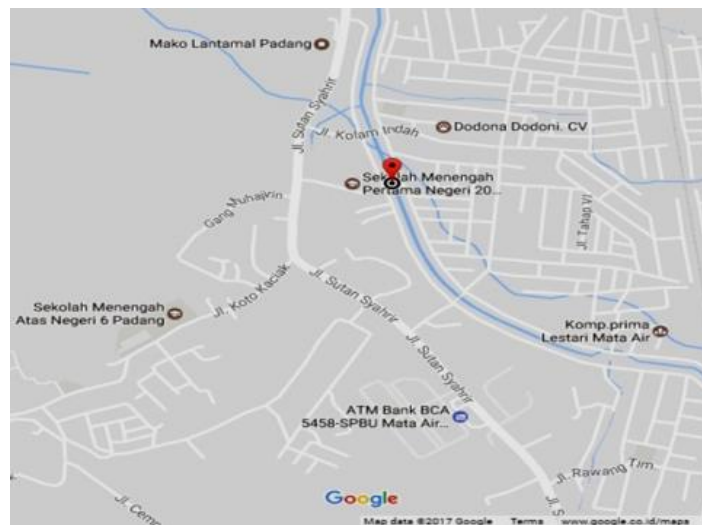 Mako Lantamal Padang
Jl. Sutan Syahrir
Jl. Kolam Indah
Dodona Dodoni. CV
Sekolah Menengah
Pertama Negeri 20...
Gang Muhajirin
Jl. Tahap VI
Jl. Koto Kaciak
Jl. Sutan Syahrir
Sekolah Menengah
Atas Negeri 6 Padang
Jl. Sutan Syahrir
Komp.prima
Lestari Mata Air
ATM Bank BCA
5458-SPBU Mata Air...
Jl. Rawang Tim.
Jl. Ceme
Jl. S
Google
Map data ©2017 Google Terms www.google.co.id/maps